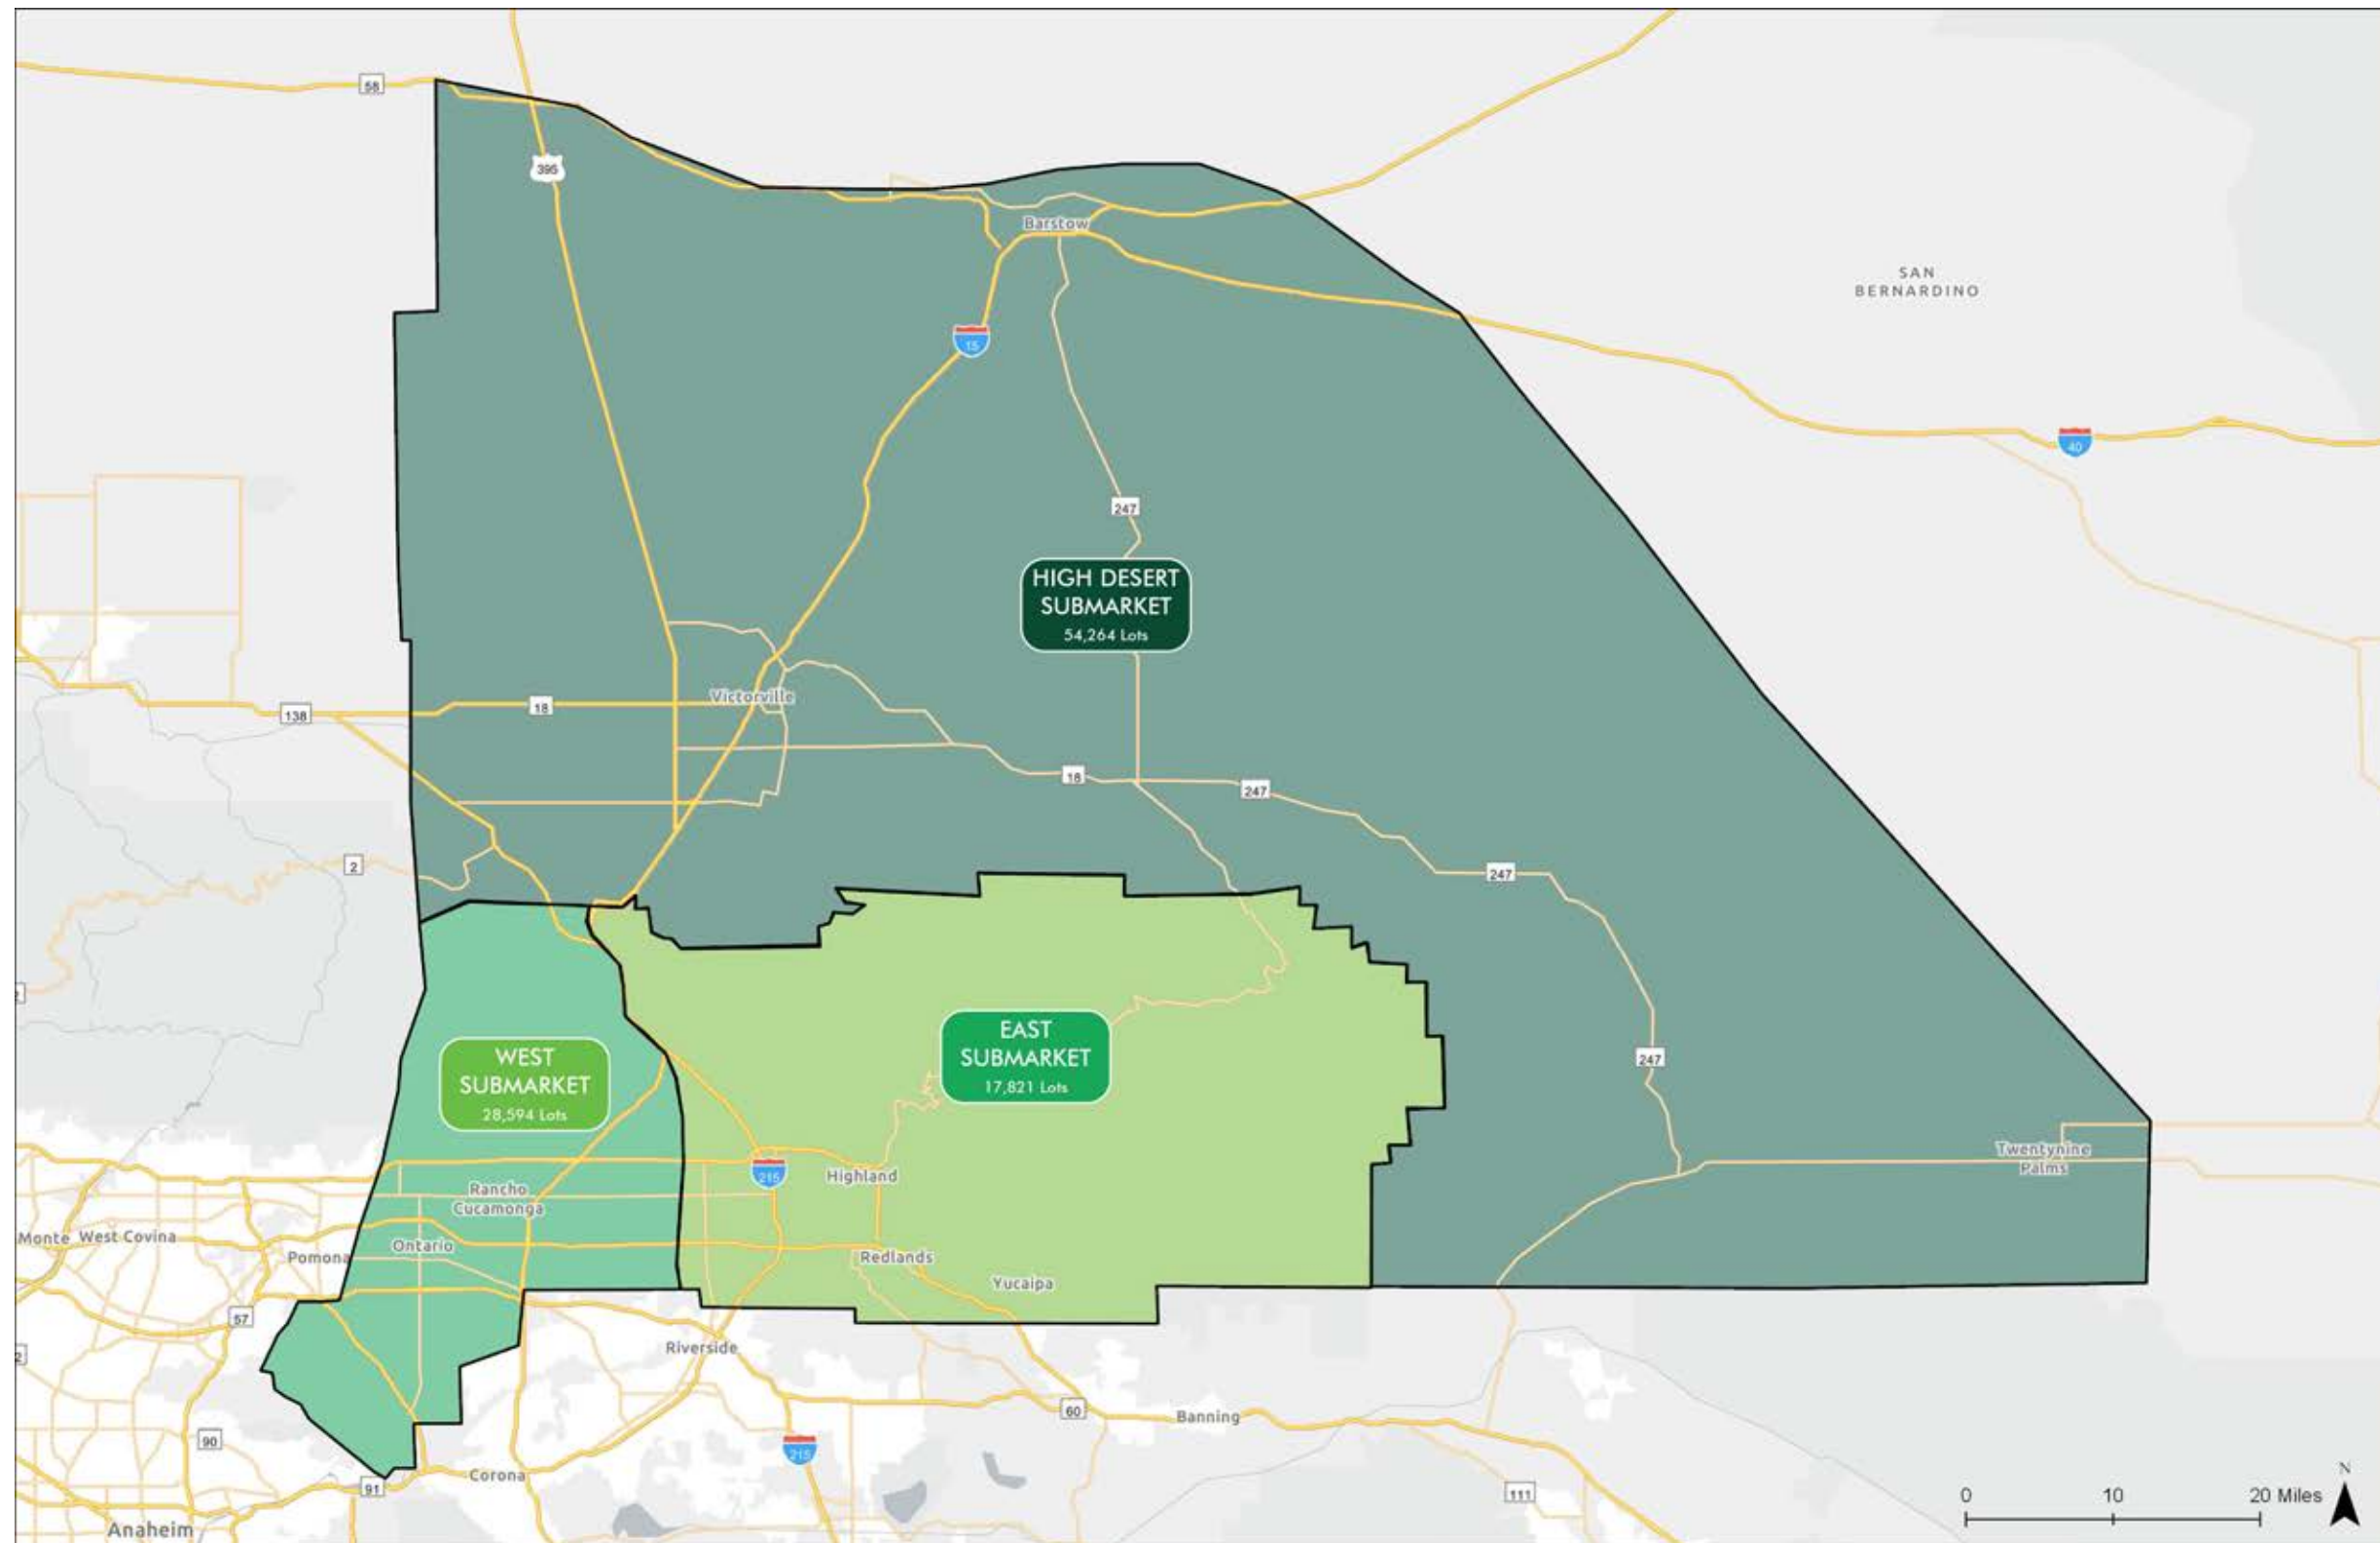 58
395
Barstow
SAN
BERNARDINO
15
40
247
HIGH DESERT
SUBMARKET
54,264 Lots
Victorville
18
138
18
247
2
247
EAST
SUBMARKET
17,821 Lots
WEST
SUBMARKET
28,594 Lots
247
Twentynine
Palms
215
Highland
Rancho
Cucamonga
Monte
West Covina
Ontario
Pomona
Redlands
Yucaipa
57
Riverside
60
Banning
90
215
Corona
91
111
Anaheim
0
10
20 Miles
N